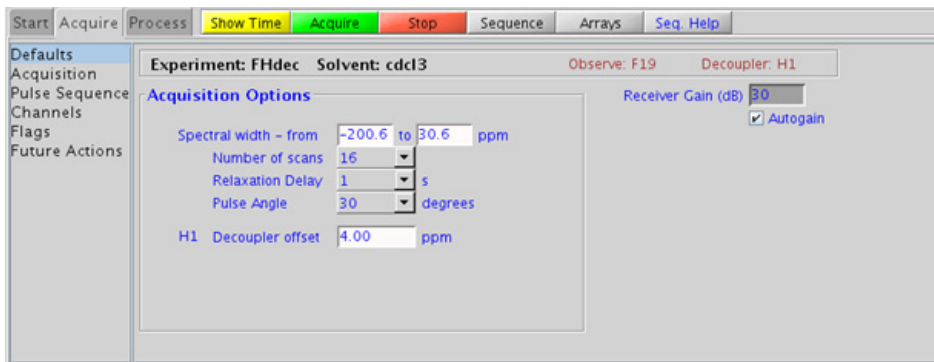 Start Acquire Process Show Time Acquire Stop Sequence Arrays Seq. Help
Defaults
Acquisition
Pulse Sequence
Channels
Flags
Future Actions
Experiment: FHdec Solvent: cdcl3 Observe: F19 Decoupler: H1
Acquisition Options
Spectral width - from -200.6 to 30.6 ppm
Number of scans 16
Relaxation Delay 1 s
Pulse Angle 30 degrees
H1 Decoupler offset 4.00 ppm
Receiver Gain (dB) 30
Autogain